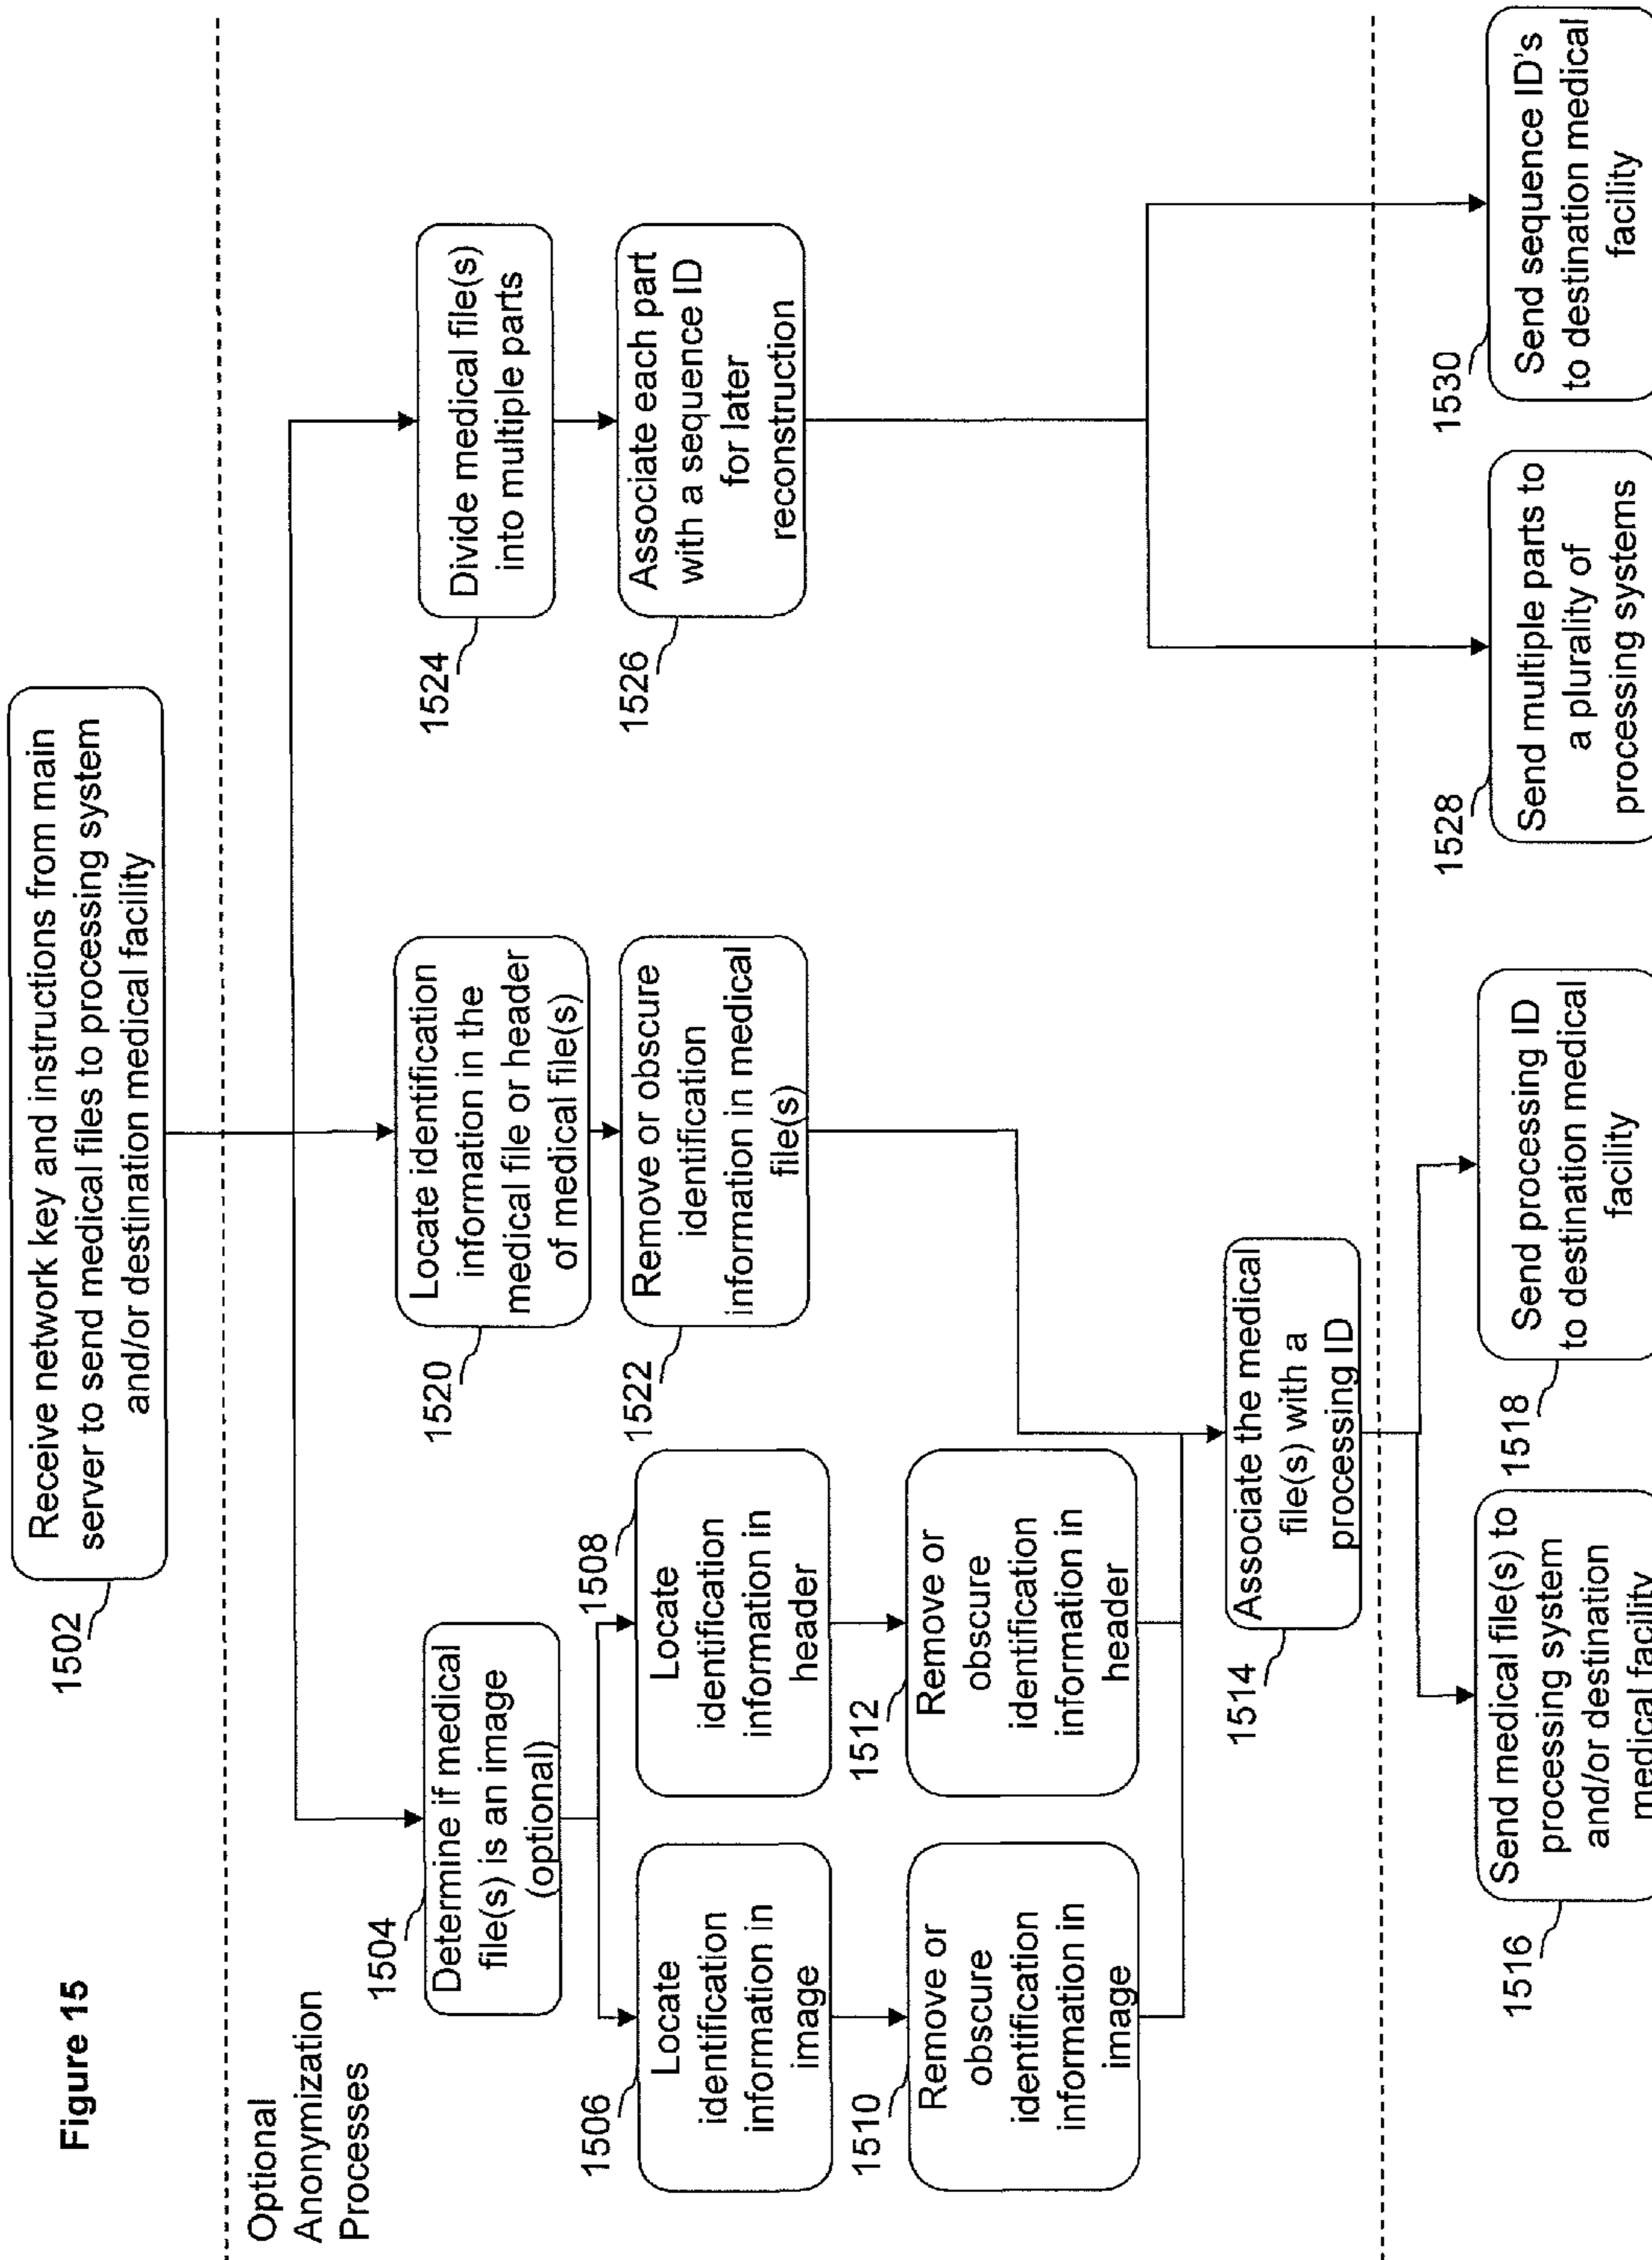 Figure 15
Receive network key and instructions from main
server to send medical files to processing system
and/or destination medical facility
1502
Optional
Anonymization
Processes
1504
Determine if medical
file(s) is an image
(optional)
1506
Locate
identification
information in
image
1508
Locate
identification
information in
header
1510
Remove or
obscure
identification
information in
image
1512
Remove or
obscure
identification
information in
header
1520
Locate identification
information in the
medical file or header
of medical file(s)
1522
Remove or obscure
identification
information in medical
file(s)
1524
Divide medical file(s)
into multiple parts
1526
Associate each part
with a sequence ID
for later
reconstruction
1514
Associate the medical
file(s) with a
processing ID
1516
Send medical file(s) to
processing system
and/or destination
medical facility
1518
Send processing ID
to destination medical
facility
1528
Send multiple parts to
a plurality of
processing systems
1530
Send sequence ID's
to destination medical
facility